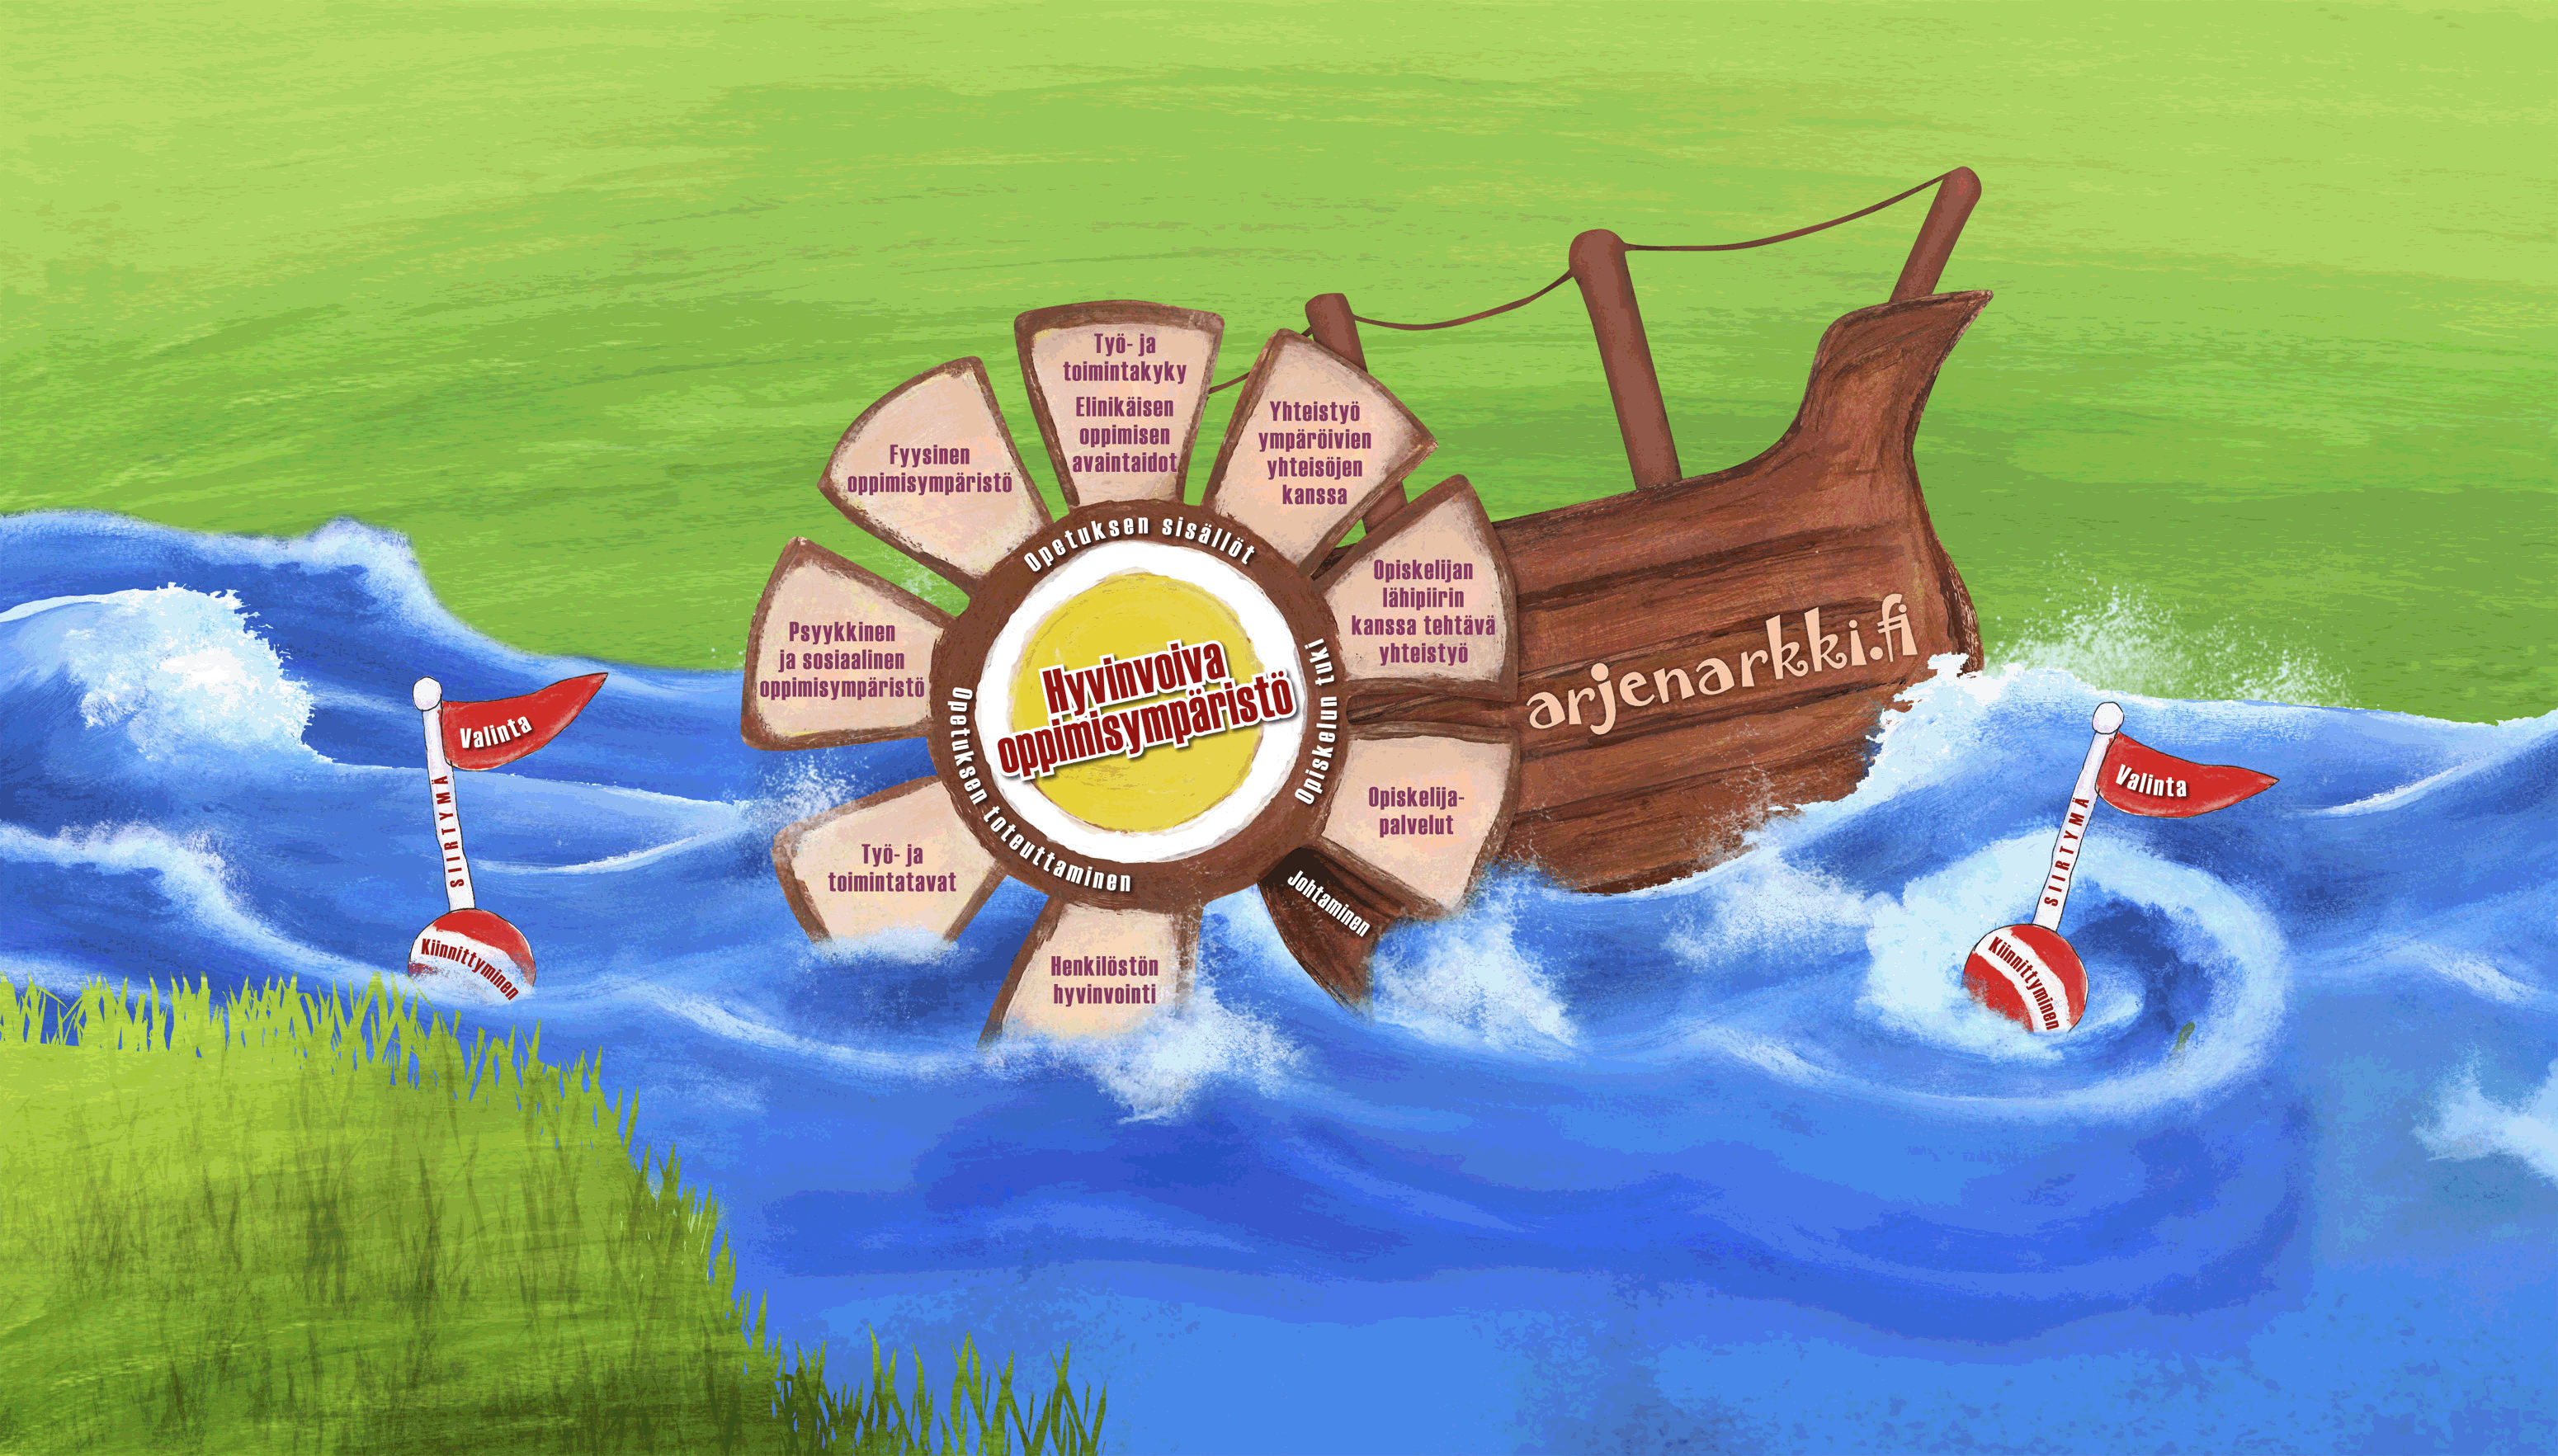 Työ- ja
toimintakyky
Elinikäisen
oppimisen
avaintaidot
Yhteistyö
ympäröivien
yhteisöjen
kanssa
Opiskelijan
lähipiirin
kanssa tehtävä
yhteistyö
Opiskelija-
palvelut
Johtaminen
Henkilöstön
hyvinvointi
Työ- ja
toimintatavat
Psyykkinen
ja sosiaalinen
oppimisympäristö
Fyysinen
oppimisympäristö
Opetuksen sisällöt
Opiskelun tuki
Opetuksen toteuttaminen
Hyvinvoiva
oppimisympäristö
arjenarkki.fi
Valinta
SIIRTYMÄ
Kiinnittyminen
Valinta
SIIRTYMÄ
Kiinnittyminen